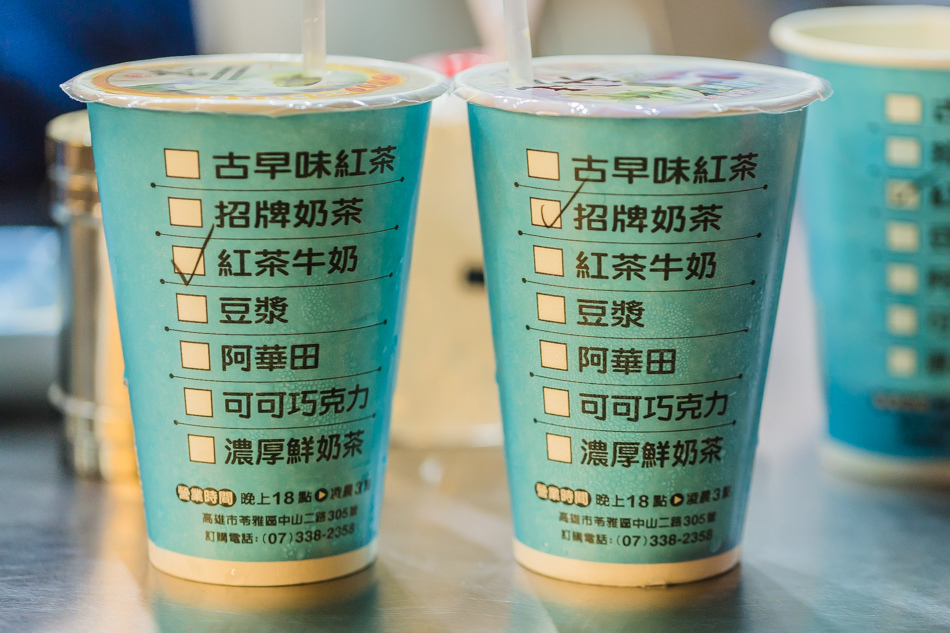 古早味紅茶
招牌奶茶
紅茶牛奶
豆漿
阿華田
可可巧克力
濃厚鮮奶茶
營業時間 晚上18點 凌晨3點
高雄市苓雅區中山二路305號
訂購電話:(07)338-2358
古早味紅茶
招牌奶茶
紅茶牛奶
豆漿
阿華田
可可巧克力
濃厚鮮奶茶
營業時間 晚上18點 凌晨3點
高雄市苓雅區中山二路305號
訂購電話:(07)338-2358